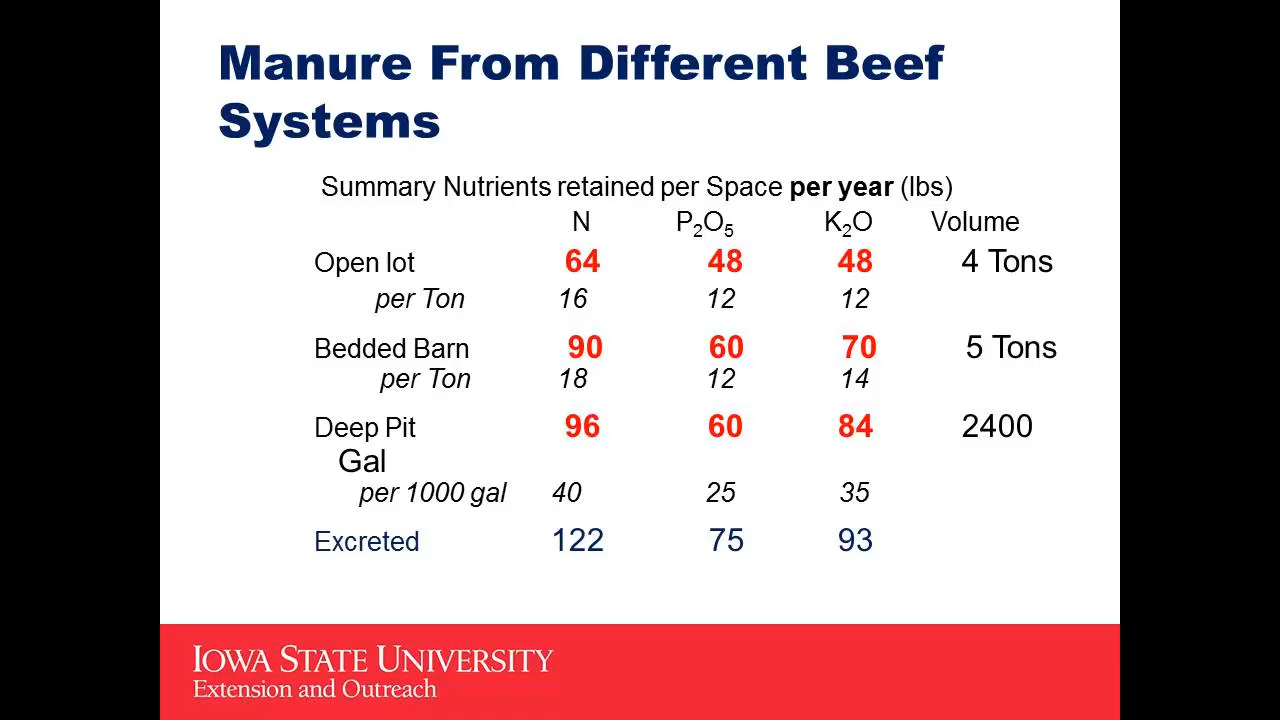 Manure From Different Beef
Systems
Summary Nutrients retained per Space per year (lbs)
N P₂O₅ K₂O Volume
Open lot 64 48 48 4 Tons
per Ton 16 12 12
Bedded Barn 90 60 70 5 Tons
per Ton 18 12 14
Deep Pit 96 60 84 2400
Gal
per 1000 gal 40 25 35
Excreted 122 75 93
IOWA STATE UNIVERSITY
Extension and Outreach